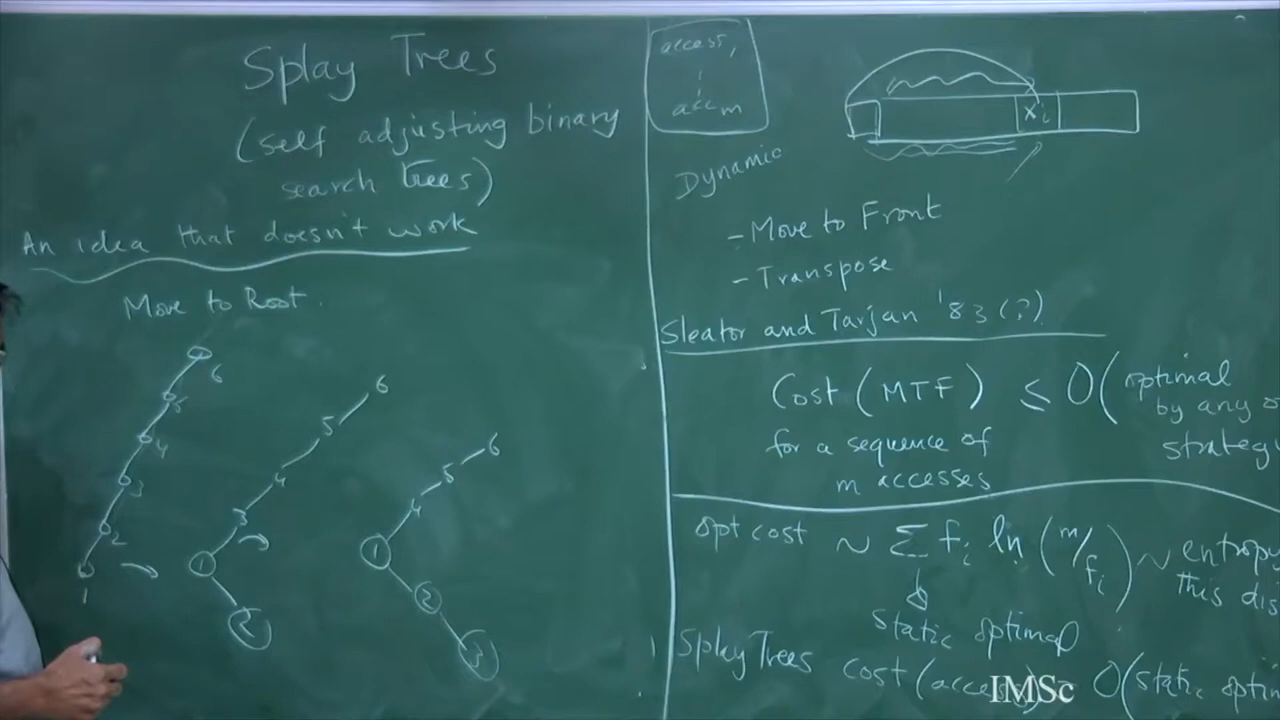 Splay Trees
(self adjusting binary
search trees)
An idea that doesn't work
Move to Root.
6
5
4
3
2
1
6
5
4
3
1
2
6
5
4
1
2
3
access1
acc m
xi
Dynamic
- Move to Front
- Transpose
Sleator and Tarjan '83 (?)
Cost (MTF) ≤ O(optimal
by any
for a sequence of
strateg
m accesses
opt cost ~ Σ fi ln (m/fi) ~ entropy
this dis
static optimal
Splay Trees cost(access) = O(static optim
IMSc